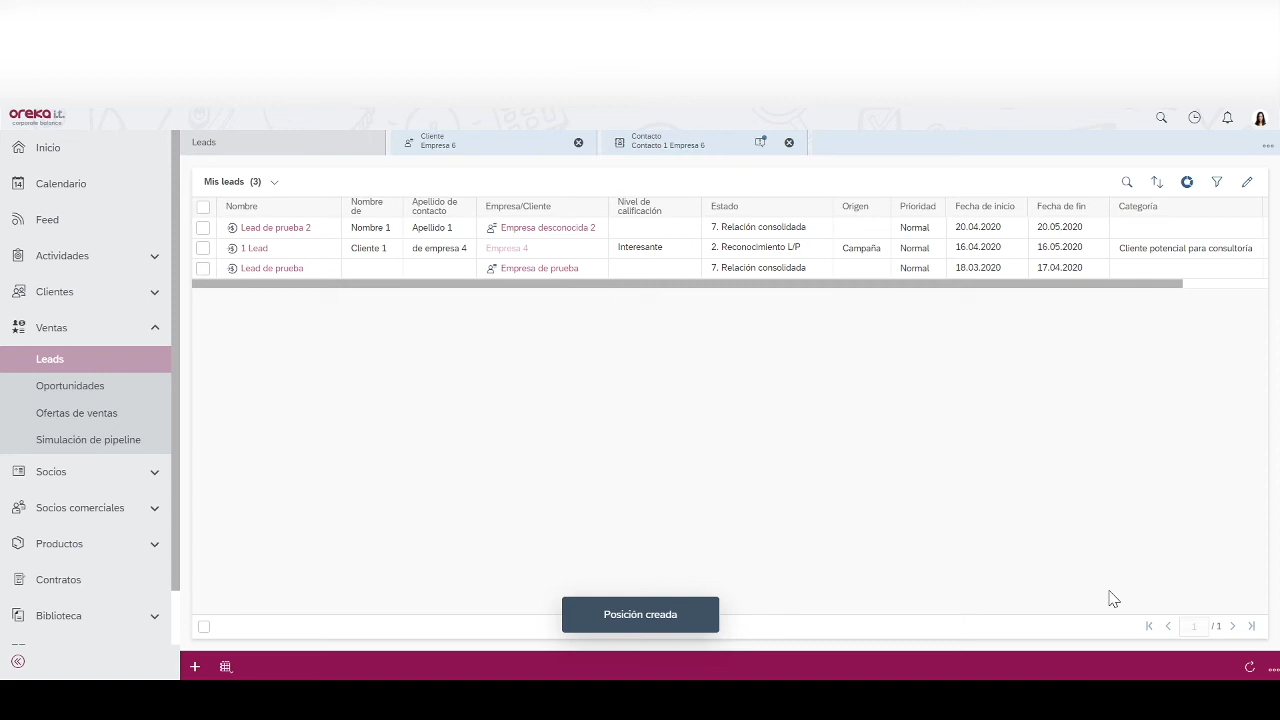 oreka i.t.
corporate balance
Inicio
14
Calendario
Feed
Actividades
Clientes
Ventas
Leads
Oportunidades
Ofertas de ventas
Simulación de pipeline
Socios
Socios comerciales
Productos
Contratos
Biblioteca
Leads
Cliente
Empresa 6
Contacto
Contacto 1 Empresa 6
Mis leads (3)
Nombre
Nombre de
Apellido de contacto
Empresa/Cliente
Nivel de calificación
Estado
Origen
Prioridad
Fecha de inicio
Fecha de fin
Categoría
Lead de prueba 2 Nombre 1 Apellido 1 Empresa desconocida 2 7. Relación consolidada Normal 20.04.2020 20.05.2020
1 Lead Cliente 1 de empresa 4 Empresa 4 Interesante 2. Reconocimiento L/P Campaña Normal 16.04.2020 16.05.2020 Cliente potencial para consultoría
Lead de prueba Empresa de prueba 7. Relación consolidada Normal 18.03.2020 17.04.2020
Posición creada
1 / 1